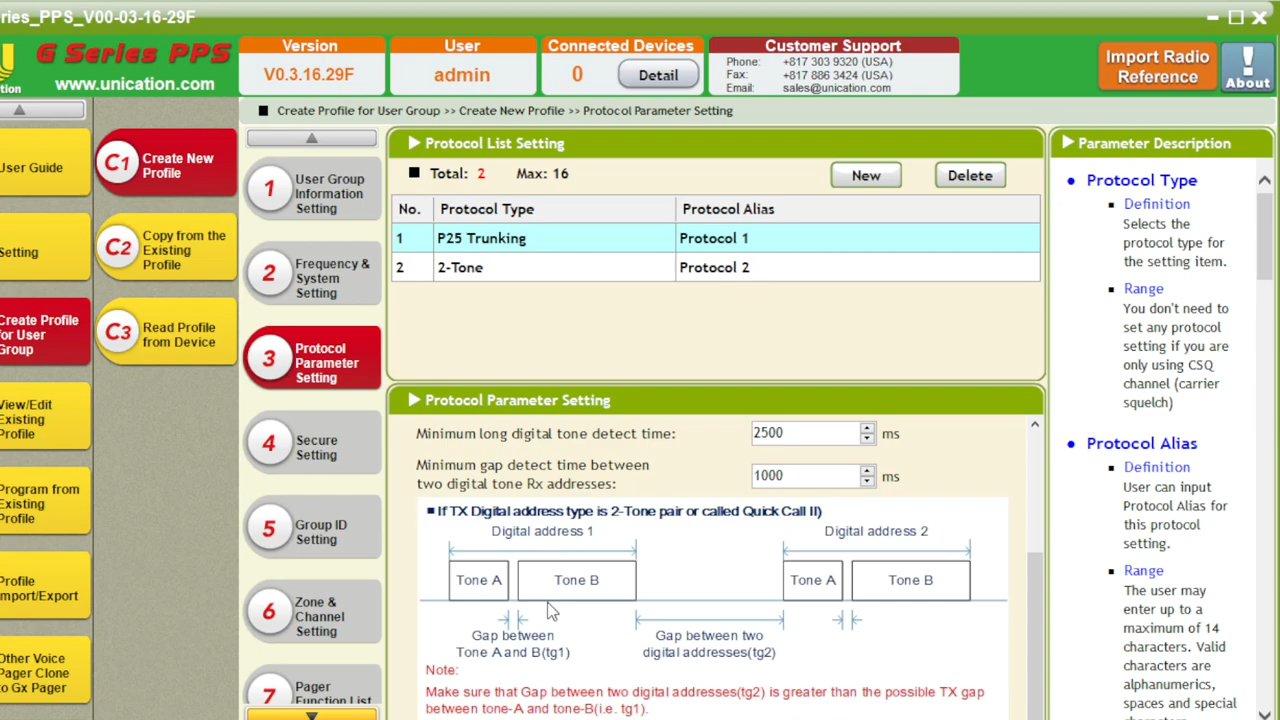 ries_PPS_V00-03-16-29F
U
nication
G Series PPS
www.unication.com
Version
V0.3.16.29F
User
admin
Connected Devices
0
Detail
Customer Support
Phone: +817 303 9320 (USA)
Fax: +817 886 3424 (USA)
Email: sales@unication.com
Import Radio
Reference
!
About
Create Profile for User Group >> Create New Profile >> Protocol Parameter Setting
User Guide
Setting
Create Profile
for User
Group
View/Edit
Existing
Profile
Program from
Existing
Profile
Profile
Import/Export
Other Voice
Pager Clone
to Gx Pager
C1
Create New
Profile
C2
Copy from the
Existing
Profile
C3
Read Profile
from Device
1
User Group
Information
Setting
2
Frequency &
System
Setting
3
Protocol
Parameter
Setting
4
Secure
Setting
5
Group ID
Setting
6
Zone &
Channel
Setting
7
Pager
Function List
Protocol List Setting
Total: 2 Max: 16
New
Delete
No. Protocol Type Protocol Alias
1 P25 Trunking Protocol 1
2 2-Tone Protocol 2
Protocol Parameter Setting
Minimum long digital tone detect time: 2500 ms
Minimum gap detect time between
two digital tone Rx addresses: 1000 ms
If TX Digital address type is 2-Tone pair or called Quick Call II)
Digital address 1 Digital address 2
Tone A Tone B Tone A Tone B
Gap between
Tone A and B(tg1)
Gap between two
digital addresses(tg2)
Note:
Make sure that Gap between two digital addresses(tg2) is greater than the possible TX gap
between tone-A and tone-B(i.e. tg1).
Parameter Description
Protocol Type
Definition
Selects the
protocol type for
the setting item.
Range
You don't need to
set any protocol
setting if you are
only using CSQ
channel (carrier
squelch)
Protocol Alias
Definition
User can input
Protocol Alias for
this protocol
setting.
Range
The user may
enter up to a
maximum of 14
characters. Valid
characters are
alphanumerics,
spaces and special